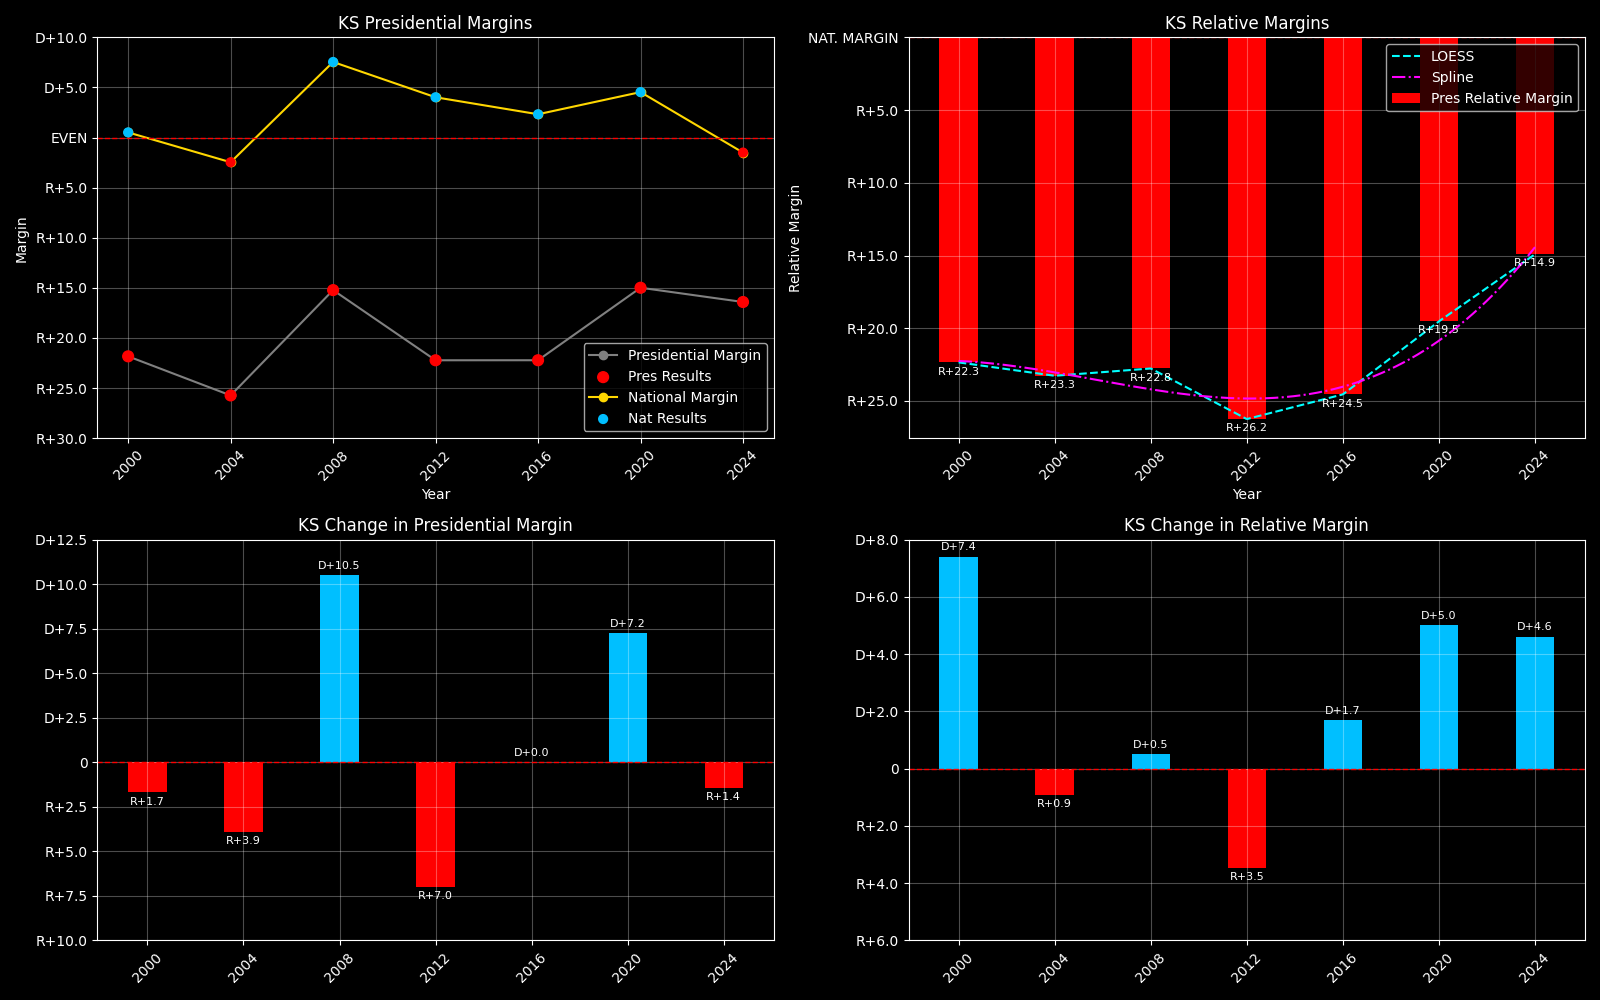 KS Presidential Margins
D+10.0
D+5.0
EVEN
R+5.0
R+10.0
R+15.0
R+20.0
R+25.0
R+30.0
Margin
2000
2004
2008
2012
2016
2020
2024
Year
Presidential Margin
Pres Results
National Margin
Nat Results
KS Relative Margins
NAT. MARGIN
R+5.0
R+10.0
R+15.0
R+20.0
R+25.0
Relative Margin
LOESS
Spline
Pres Relative Margin
R+22.3
R+23.3
R+22.8
R+26.2
R+24.5
R+19.5
R+14.9
2000
2004
2008
2012
2016
2020
2024
Year
KS Change in Presidential Margin
D+12.5
D+10.0
D+7.5
D+5.0
D+2.5
0
R+2.5
R+5.0
R+7.5
R+10.0
R+1.7
R+3.9
D+10.5
R+7.0
D+0.0
D+7.2
R+1.4
2000
2004
2008
2012
2016
2020
2024
KS Change in Relative Margin
D+8.0
D+6.0
D+4.0
D+2.0
0
R+2.0
R+4.0
R+6.0
D+7.4
R+0.9
D+0.5
R+3.5
D+1.7
D+5.0
D+4.6
2000
2004
2008
2012
2016
2020
2024